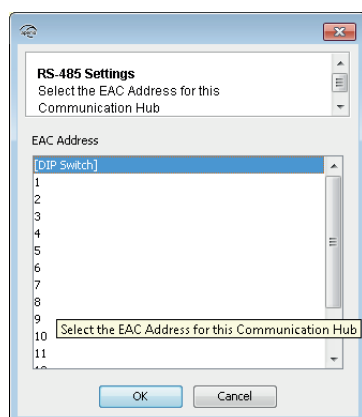 RS-485 Settings
Select the EAC Address for this
Communication Hub
EAC Address
[DIP Switch]
1
2
3
4
5
6
7
8
9
10
Select the EAC Address for this Communication Hub
11
OK
Cancel